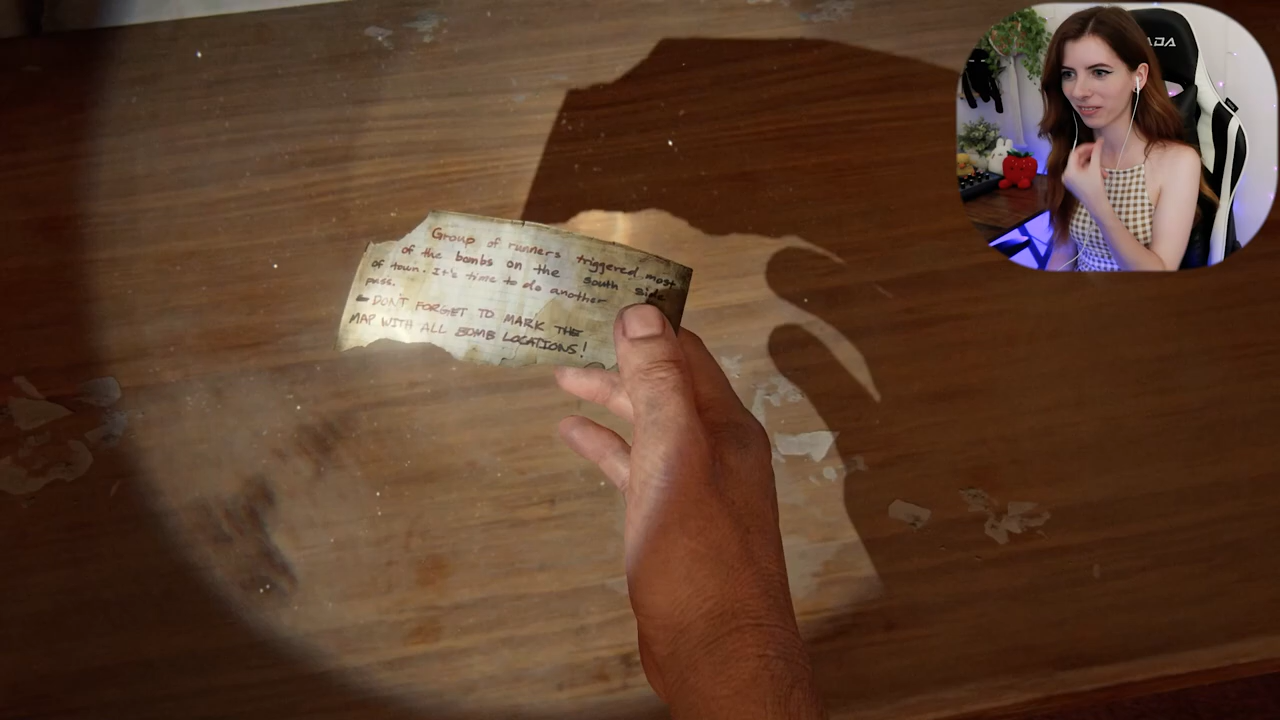 Group of runners triggered most
of the bombs on the south side
of town. It's time to do another
pass.
- DON'T FORGET TO MARK THE
MAP WITH ALL BOMB LOCATIONS!